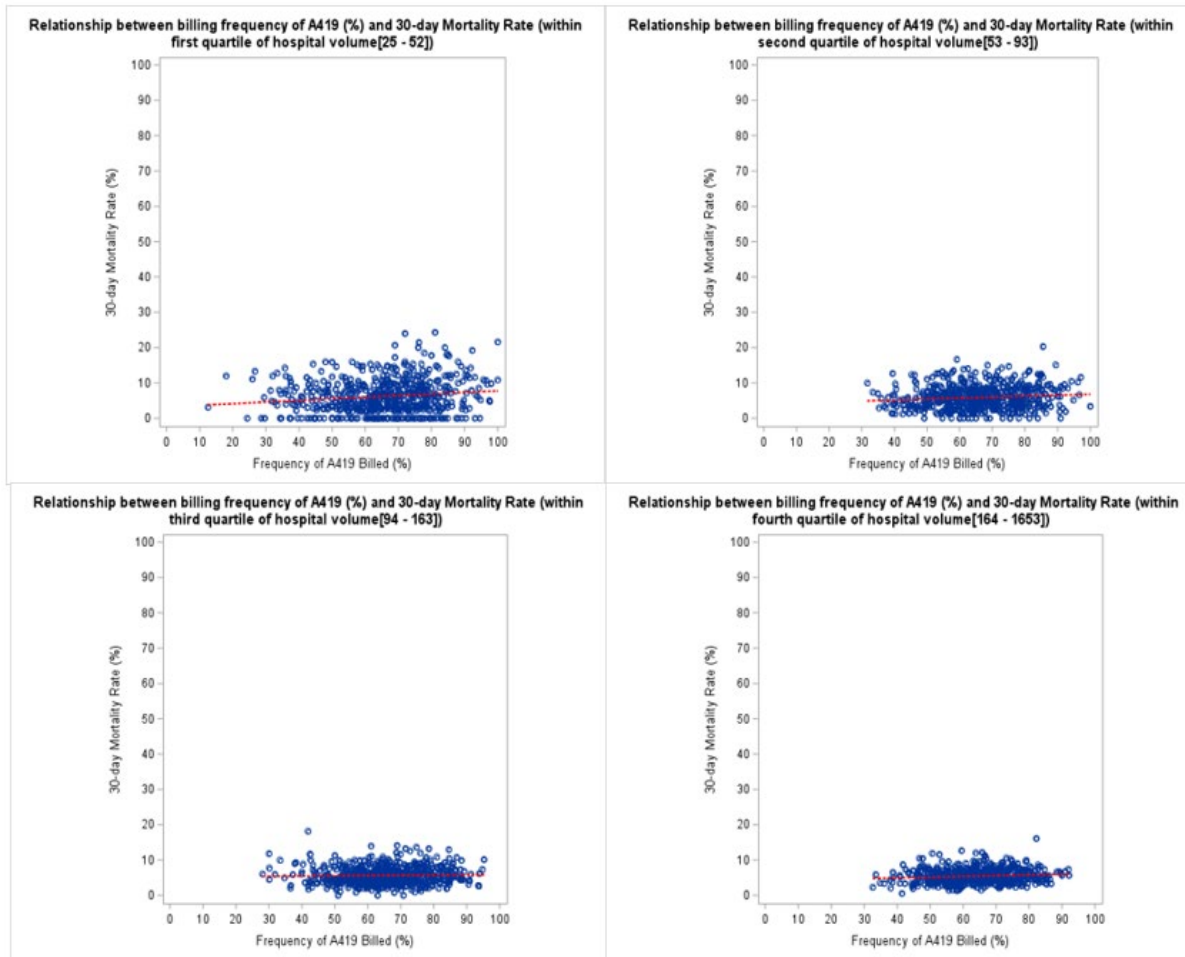 Relationship between billing frequency of A419 (%) and 30-day Mortality Rate (within
first quartile of hospital volume[25 - 52])
100
90
80
70
60
50
40
30
20
10
0
30-day Mortality Rate (%)
0 10 20 30 40 50 60 70 80 90 100
Frequency of A419 Billed (%)
Relationship between billing frequency of A419 (%) and 30-day Mortality Rate (within
second quartile of hospital volume[53 - 93])
100
90
80
70
60
50
40
30
20
10
0
30-day Mortality Rate (%)
0 10 20 30 40 50 60 70 80 90 100
Frequency of A419 Billed (%)
Relationship between billing frequency of A419 (%) and 30-day Mortality Rate (within
third quartile of hospital volume[94 - 163])
100
90
80
70
60
50
40
30
20
10
0
30-day Mortality Rate (%)
0 10 20 30 40 50 60 70 80 90 100
Frequency of A419 Billed (%)
Relationship between billing frequency of A419 (%) and 30-day Mortality Rate (within
fourth quartile of hospital volume[164 - 1653])
100
90
80
70
60
50
40
30
20
10
0
30-day Mortality Rate (%)
0 10 20 30 40 50 60 70 80 90 100
Frequency of A419 Billed (%)